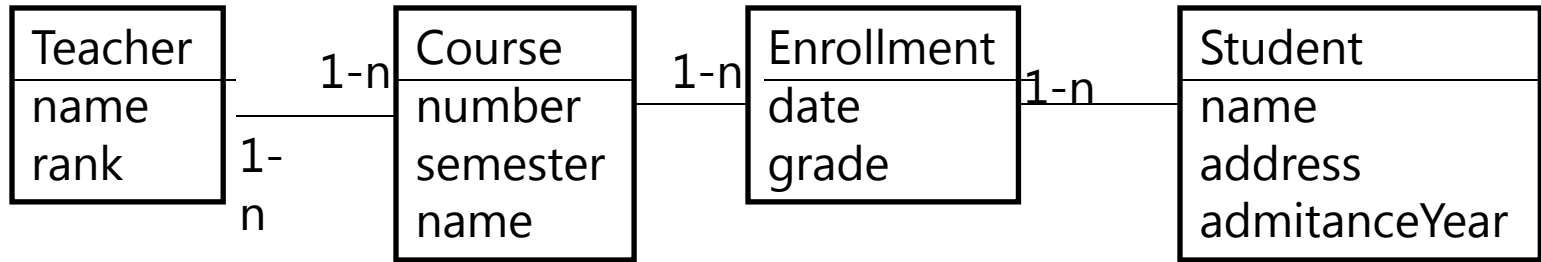 Teacher
name
rank
1-n
1-
n
Course
number
semester
name
1-n
Enrollment
date
grade
1-n
Student
name
address
admitanceYear